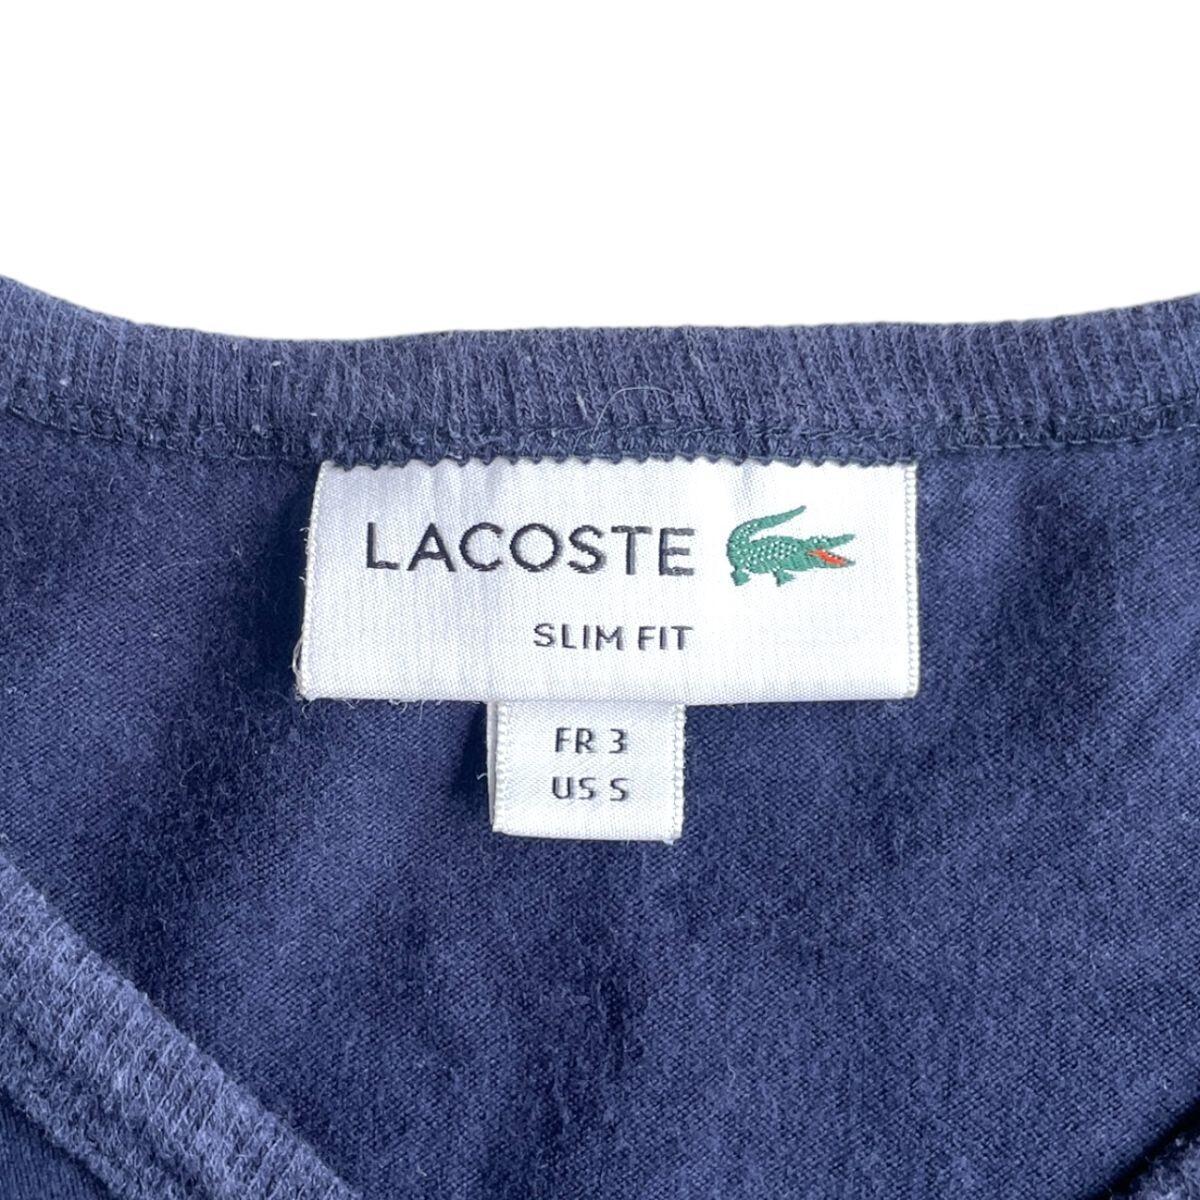 LACOSTE
SLIM FIT
FR 3
US S